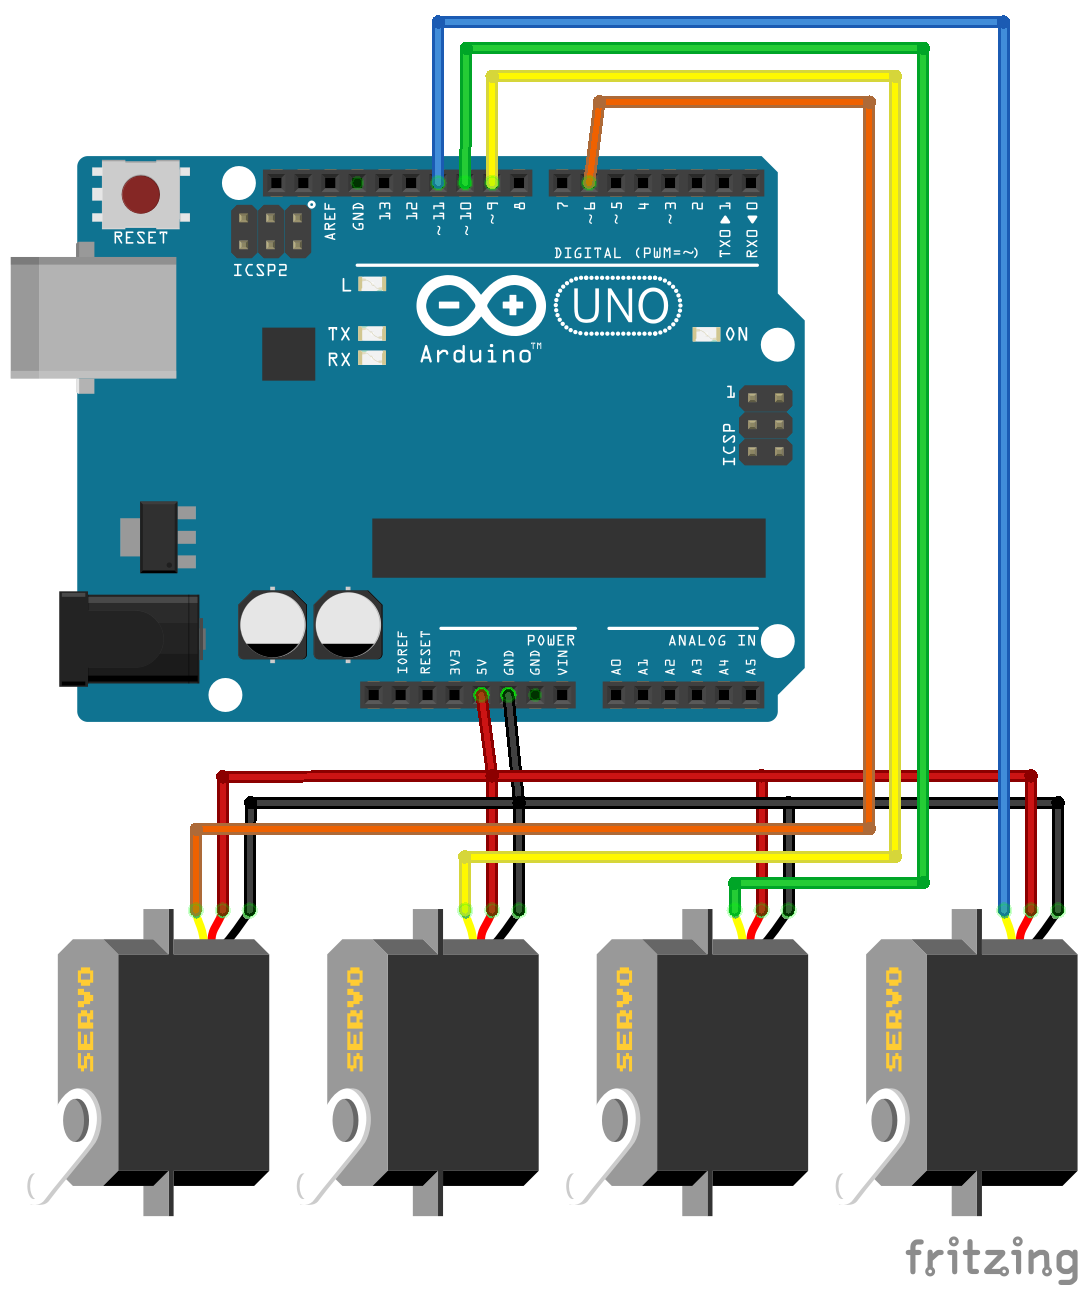 RESET
ICSP2
AREF
GND
13
12
~11
~10
~9
8
7
~6
~5
4
~3
2
TX0▶1
RX0◀0
DIGITAL (PWM=~)
L
TX
RX
Arduino™
UNO
ON
1
ICSP
POWER
ANALOG IN
IOREF
RESET
3V3
5V
GND
GND
VIN
A0
A1
A2
A3
A4
A5
SERVO
SERVO
SERVO
SERVO
fritzing